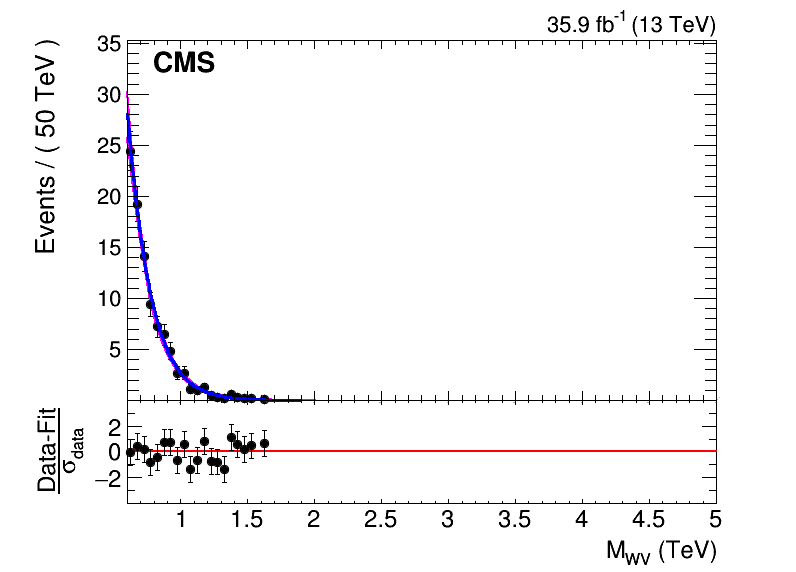 35.9 fb⁻¹ (13 TeV)
CMS
Events / ( 50 TeV )
35
30
25
20
15
10
5
Data-Fit
σdata
2
0
−2
1 1.5 2 2.5 3 3.5 4 4.5 5
M_WV (TeV)